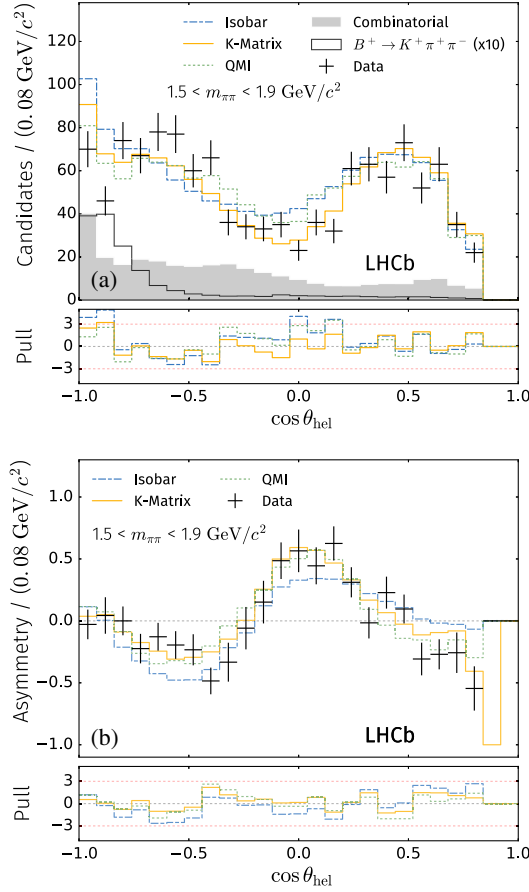 Candidates / (0.08 GeV/c²)
120
100
80
60
40
20
0
Isobar
K-Matrix
QMI
Combinatorial
B⁺ → K⁺π⁺π⁻ (x10)
Data
1.5 < m_ππ < 1.9 GeV/c²
(a)
LHCb
Pull
3
0
−3
−1.0 −0.5 0.0 0.5 1.0
cos θ_hel
Asymmetry / (0.08 GeV/c²)
1.0
0.5
0.0
−0.5
−1.0
Isobar
K-Matrix
QMI
Data
1.5 < m_ππ < 1.9 GeV/c²
(b)
LHCb
Pull
3
0
−3
−1.0 −0.5 0.0 0.5 1.0
cos θ_hel